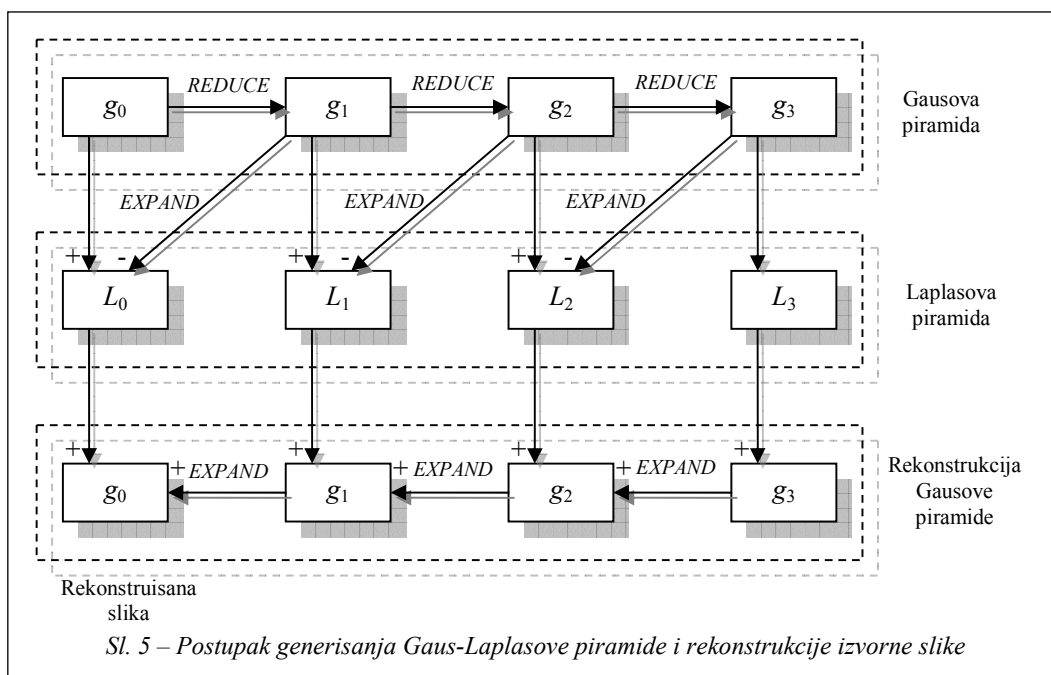 REDUCE REDUCE REDUCE
g0 g1 g2 g3
Gausova
piramida
EXPAND EXPAND EXPAND
+ - + - + -
L0 L1 L2 L3
Laplasova
piramida
+ + + +
+ EXPAND + EXPAND + EXPAND
g0 g1 g2 g3
Rekonstrukcija
Gausove
piramide
Rekonstruisana
slika
Sl. 5 – Postupak generisanja Gaus-Laplasove piramide i rekonstrukcije izvorne slike